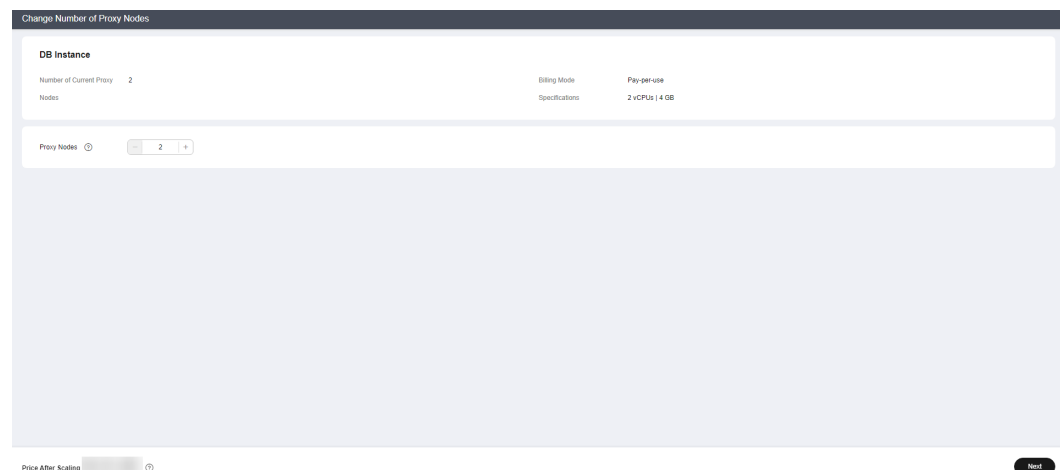 Change Number of Proxy Nodes
DB Instance
Number of Current Proxy Nodes 2
Billing Mode Pay-per-use
Specifications 2 vCPUs | 4 GB
Proxy Nodes ? − 2 +
Price After Scaling ?
Next